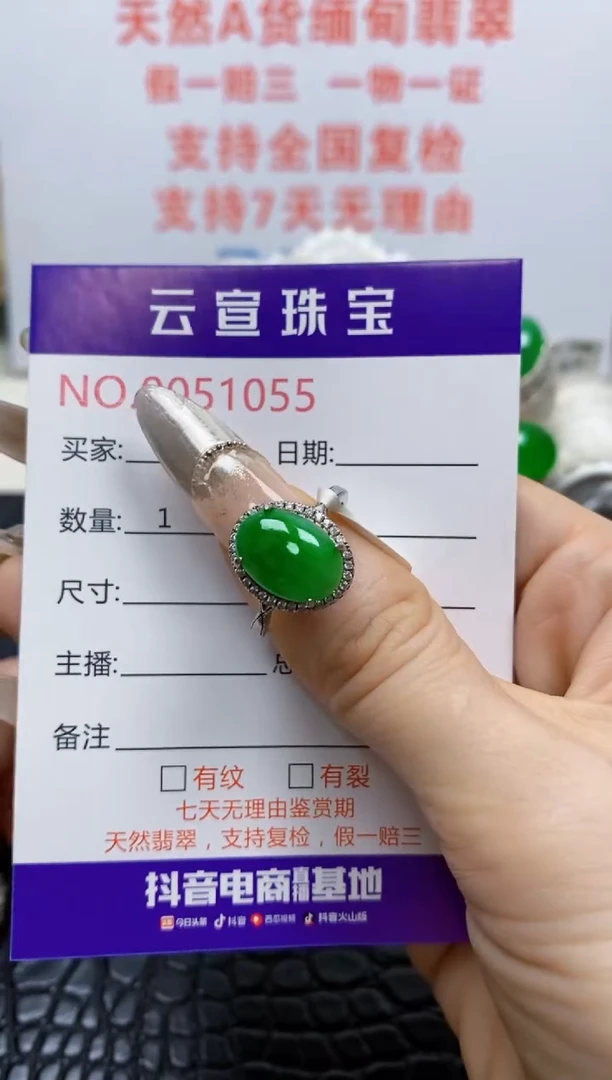 天然A货缅甸翡翠
假一赔三 一物一证
支持全国复检
支持7天无理由
云宣珠宝
NO. 051055
买家:
日期:
数量: 1
尺寸:
主播:
备注
□有纹 □有裂
七天无理由鉴赏期
天然翡翠，支持复检，假一赔三
抖音电商直播基地
今日头条 抖音 西瓜视频 抖音火山版